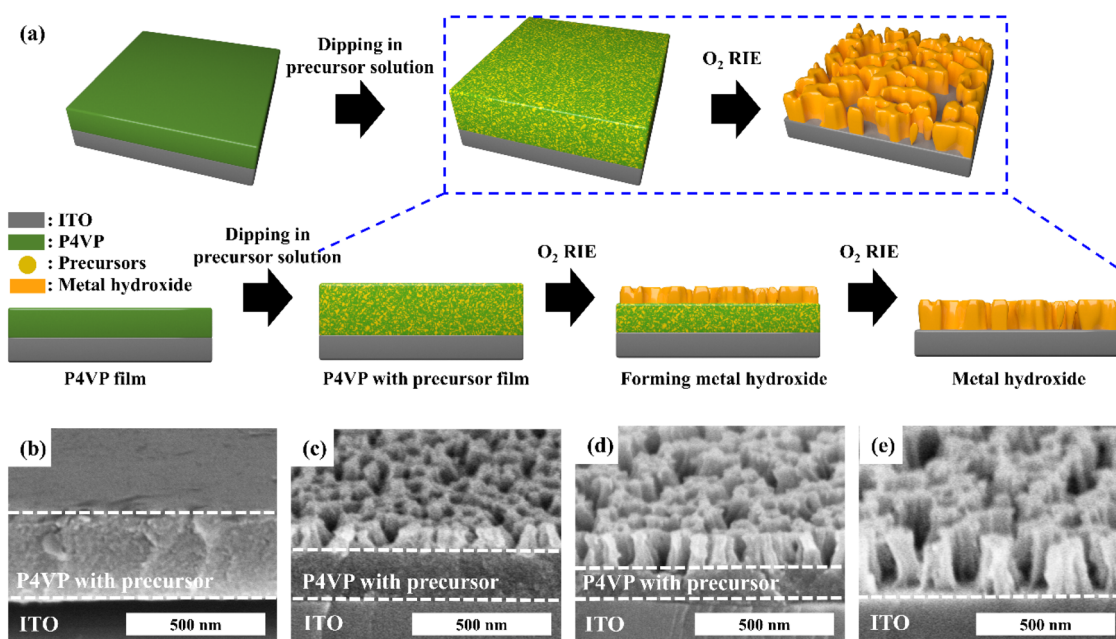 (a)
Dipping in
precursor solution
O₂ RIE
: ITO
: P4VP
: Precursors
: Metal hydroxide
Dipping in
precursor solution
O₂ RIE
O₂ RIE
P4VP film
P4VP with precursor film
Forming metal hydroxide
Metal hydroxide
(b)
P4VP with precursor
ITO
500 nm
(c)
P4VP with precursor
ITO
500 nm
(d)
P4VP with precursor
ITO
500 nm
(e)
ITO
500 nm